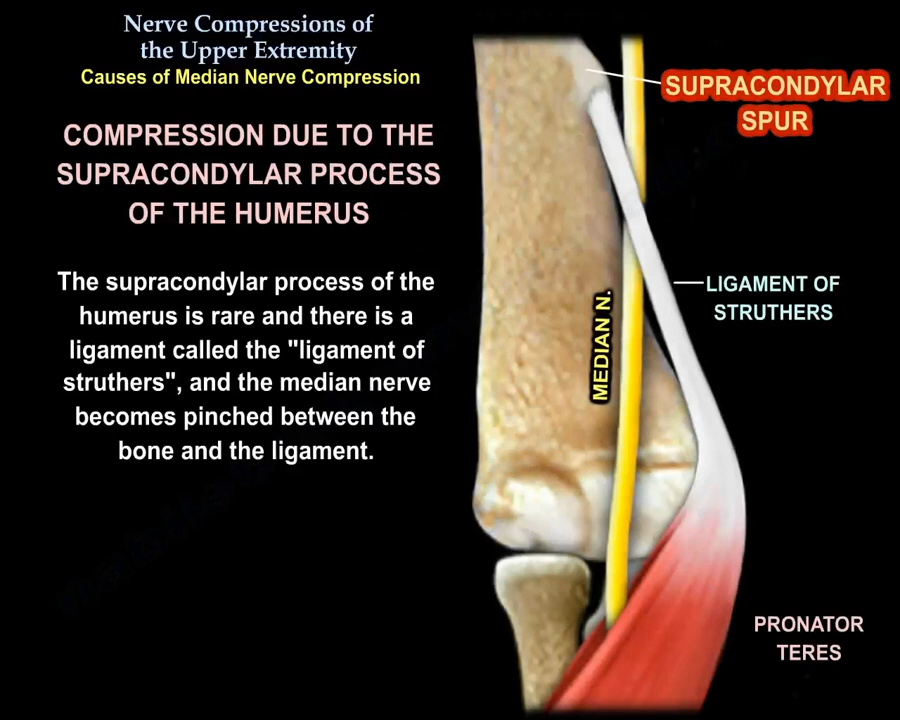 Nerve Compressions of
the Upper Extremity
Causes of Median Nerve Compression
COMPRESSION DUE TO THE
SUPRACONDYLAR PROCESS
OF THE HUMERUS
The supracondylar process of the
humerus is rare and there is a
ligament called the "ligament of
struthers", and the median nerve
becomes pinched between the
bone and the ligament.
SUPRACONDYLAR
SPUR
LIGAMENT OF
STRUTHERS
MEDIAN N.
PRONATOR
TERES